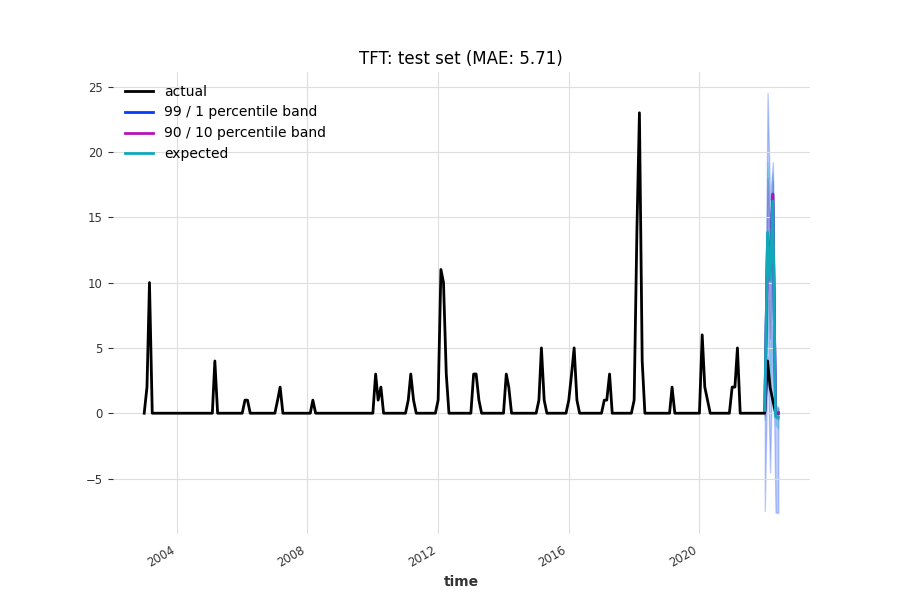 TFT: test set (MAE: 5.71)
actual
99 / 1 percentile band
90 / 10 percentile band
expected
25
20
15
10
5
0
−5
2004
2008
2012
2016
2020
time